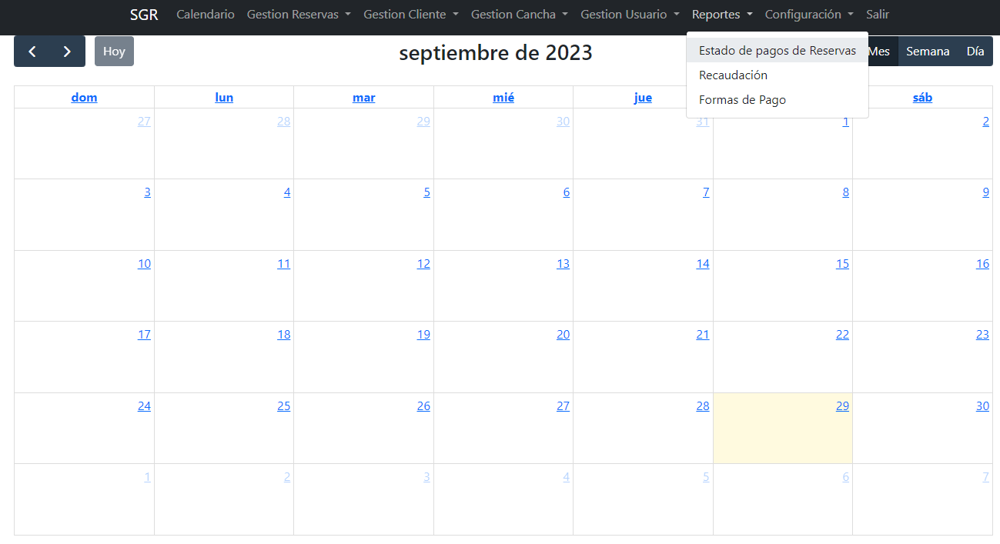 SGR Calendario Gestion Reservas Gestion Cliente Gestion Cancha Gestion Usuario Reportes Configuración Salir
Estado de pagos de Reservas
Recaudación
Formas de Pago
Hoy septiembre de 2023 Mes Semana Día
dom lun mar mié jue sáb
27 28 29 30 31 1 2
3 4 5 6 7 8 9
10 11 12 13 14 15 16
17 18 19 20 21 22 23
24 25 26 27 28 29 30
1 2 3 4 5 6 7